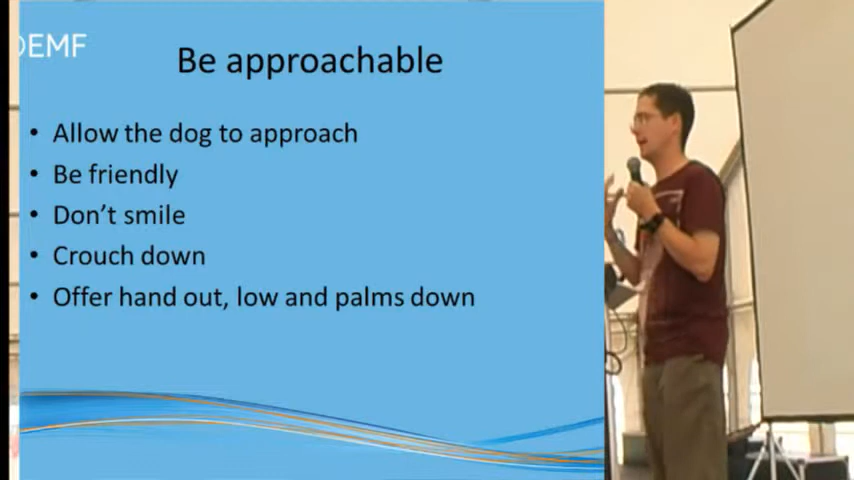 EMF
Be approachable
• Allow the dog to approach
• Be friendly
• Don't smile
• Crouch down
• Offer hand out, low and palms down